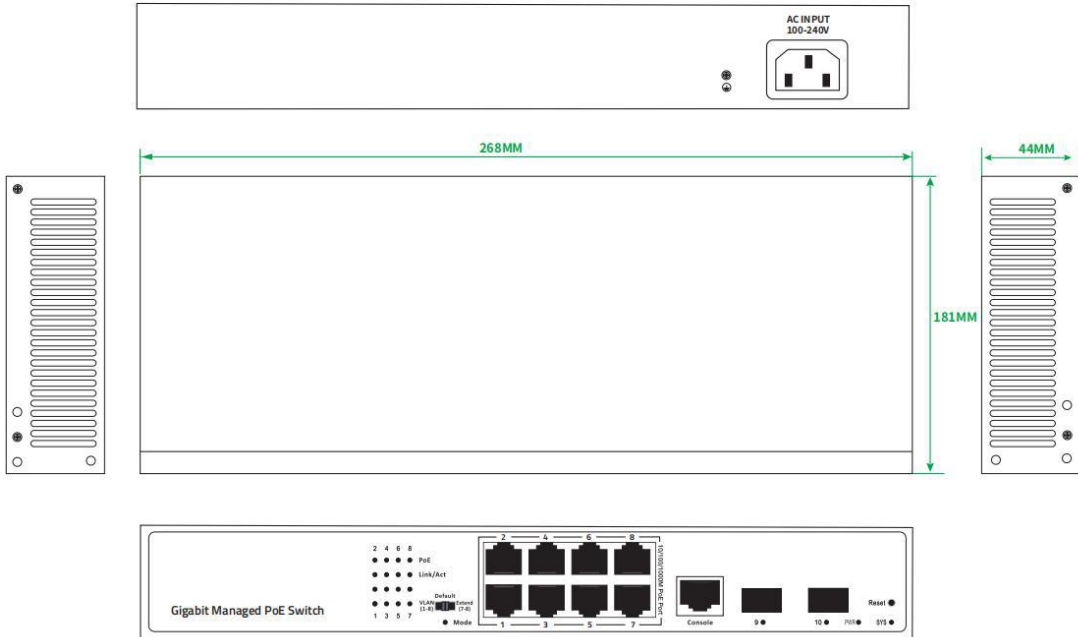 AC INPUT
100-240V
268MM
44MM
181MM
2 4 6 8
PoE
Link/Act
Default
VLAN
(1-8)
Extend
(7-8)
1 3 5 7
Mode
Gigabit Managed PoE Switch
2 4 6 8
10/100/1000M PoE Port
1 3 5 7
Console
9
10
PWR
SYS
Reset